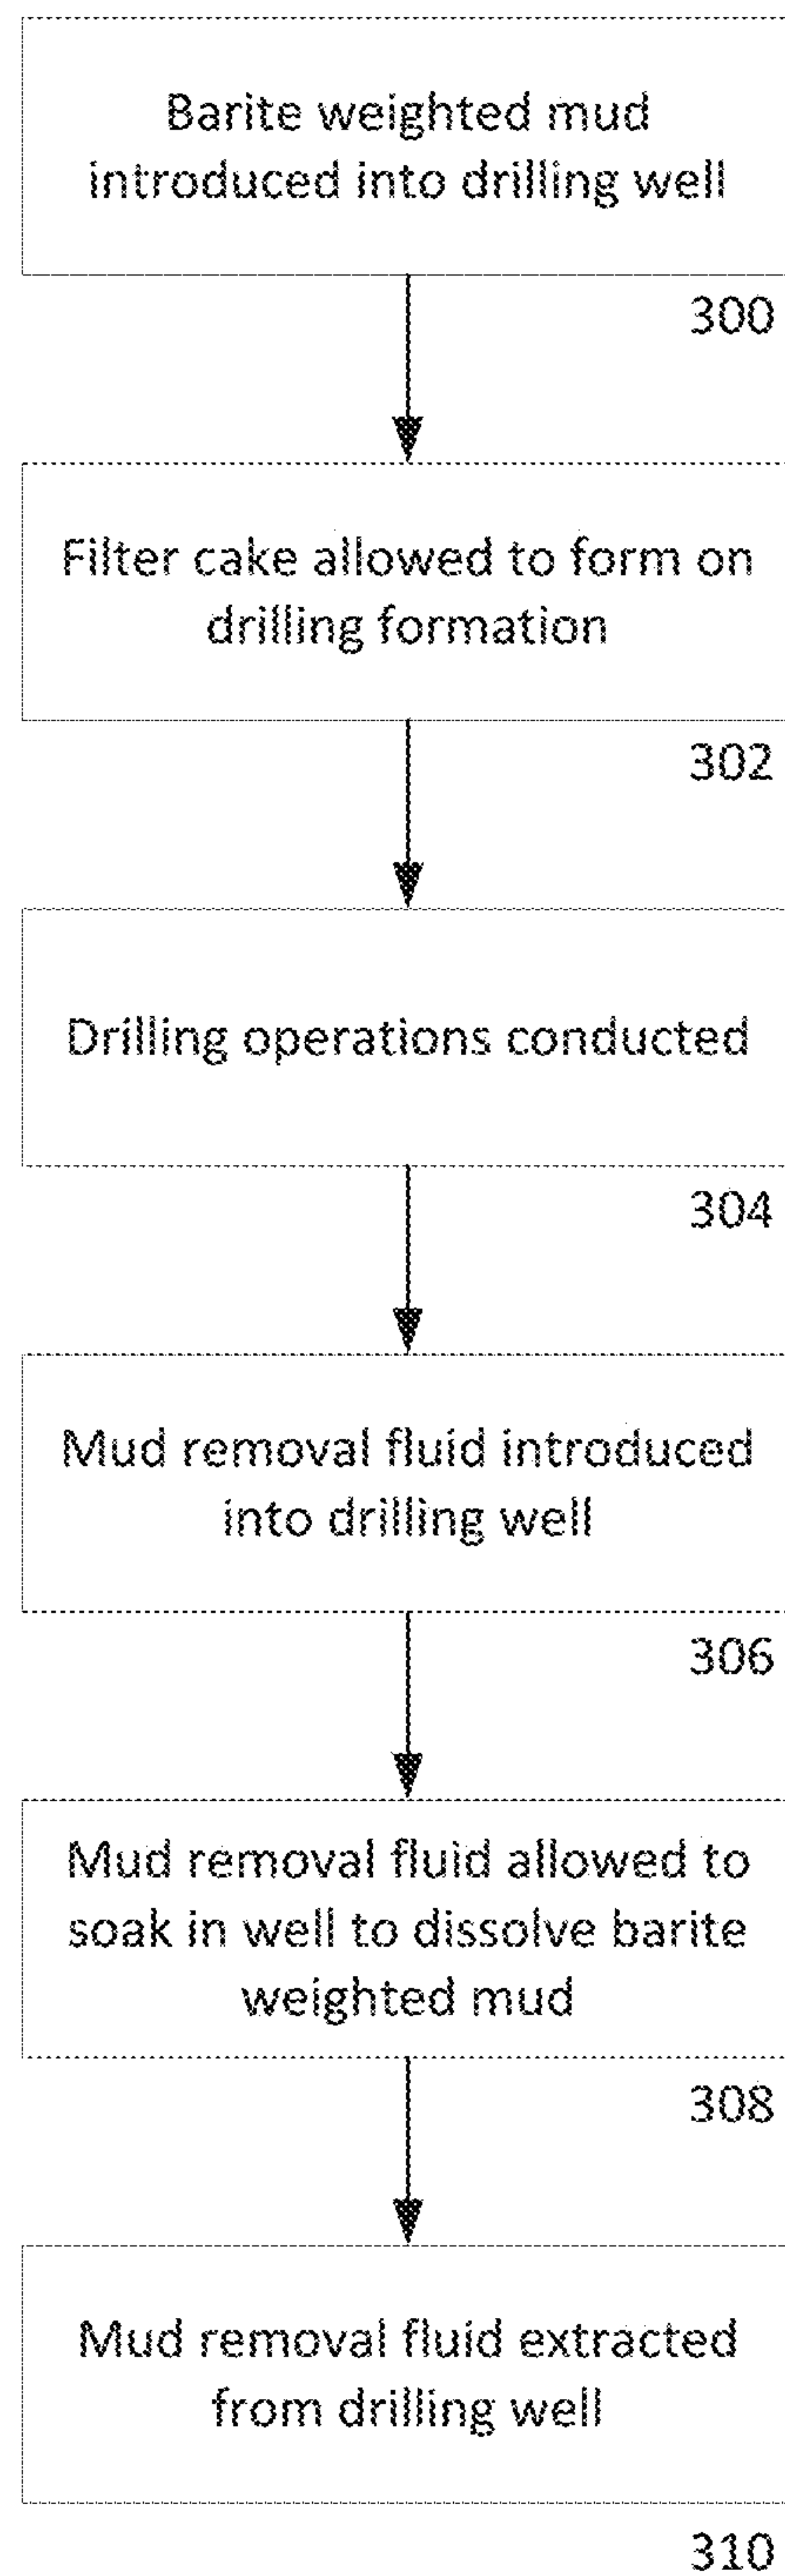 Barite weighted mud
introduced into drilling well
300
Filter cake allowed to form on
drilling formation
302
Drilling operations conducted
304
Mud removal fluid introduced
into drilling well
306
Mud removal fluid allowed to
soak in well to dissolve barite
weighted mud
308
Mud removal fluid extracted
from drilling well
310